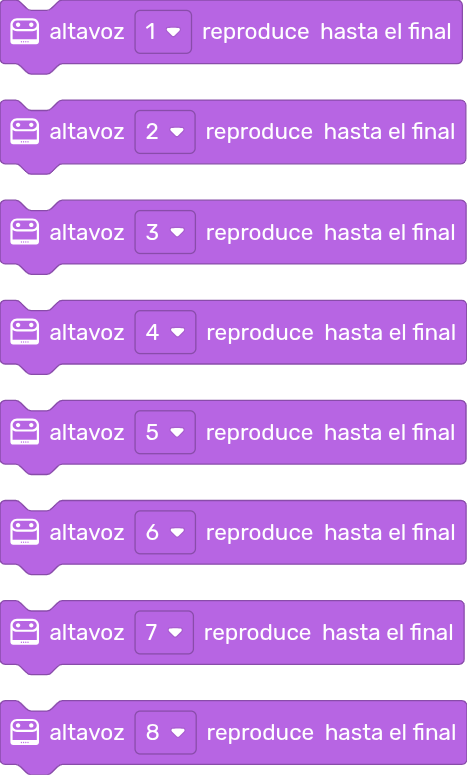 altavoz 1 reproduce hasta el final
altavoz 2 reproduce hasta el final
altavoz 3 reproduce hasta el final
altavoz 4 reproduce hasta el final
altavoz 5 reproduce hasta el final
altavoz 6 reproduce hasta el final
altavoz 7 reproduce hasta el final
altavoz 8 reproduce hasta el final